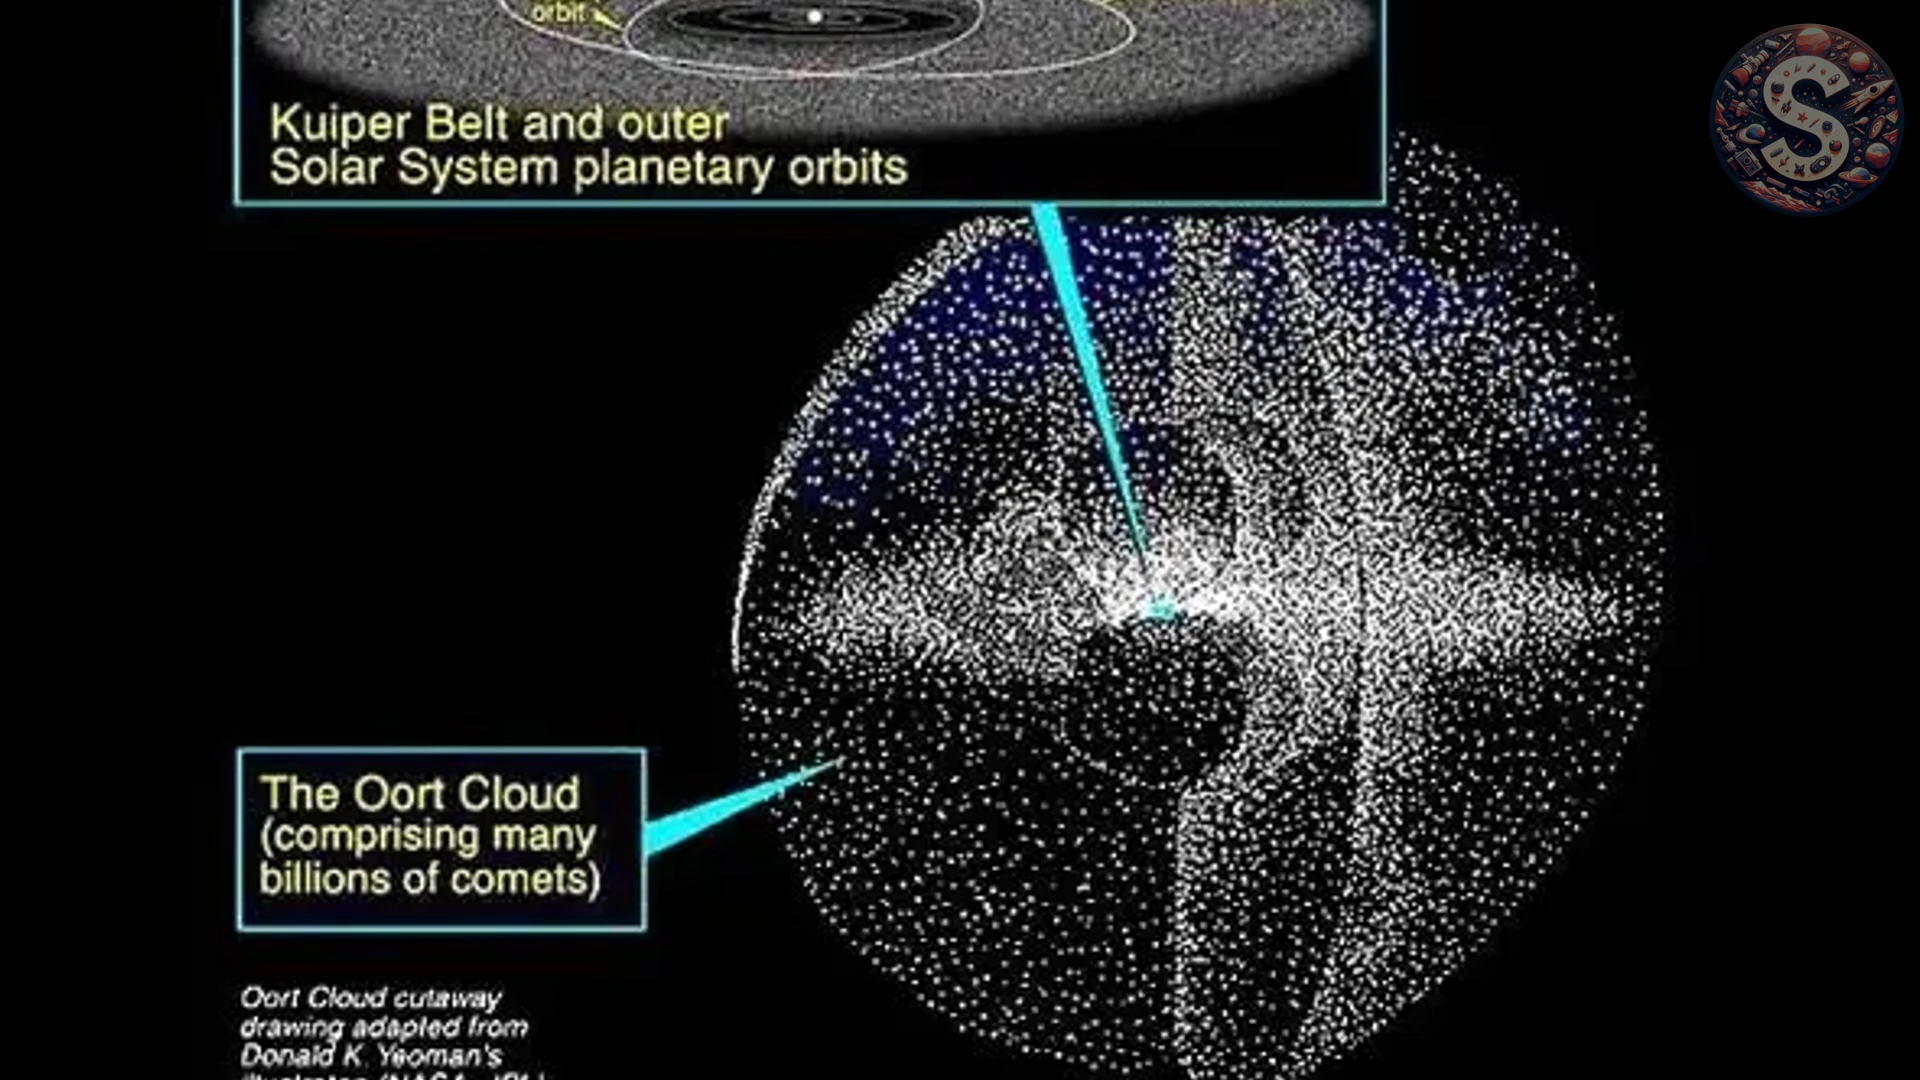 orbit
Kuiper Belt and outer
Solar System planetary orbits
S
The Oort Cloud
(comprising many
billions of comets)
Oort Cloud cutaway
drawing adapted from
Donald K. Yeoman's